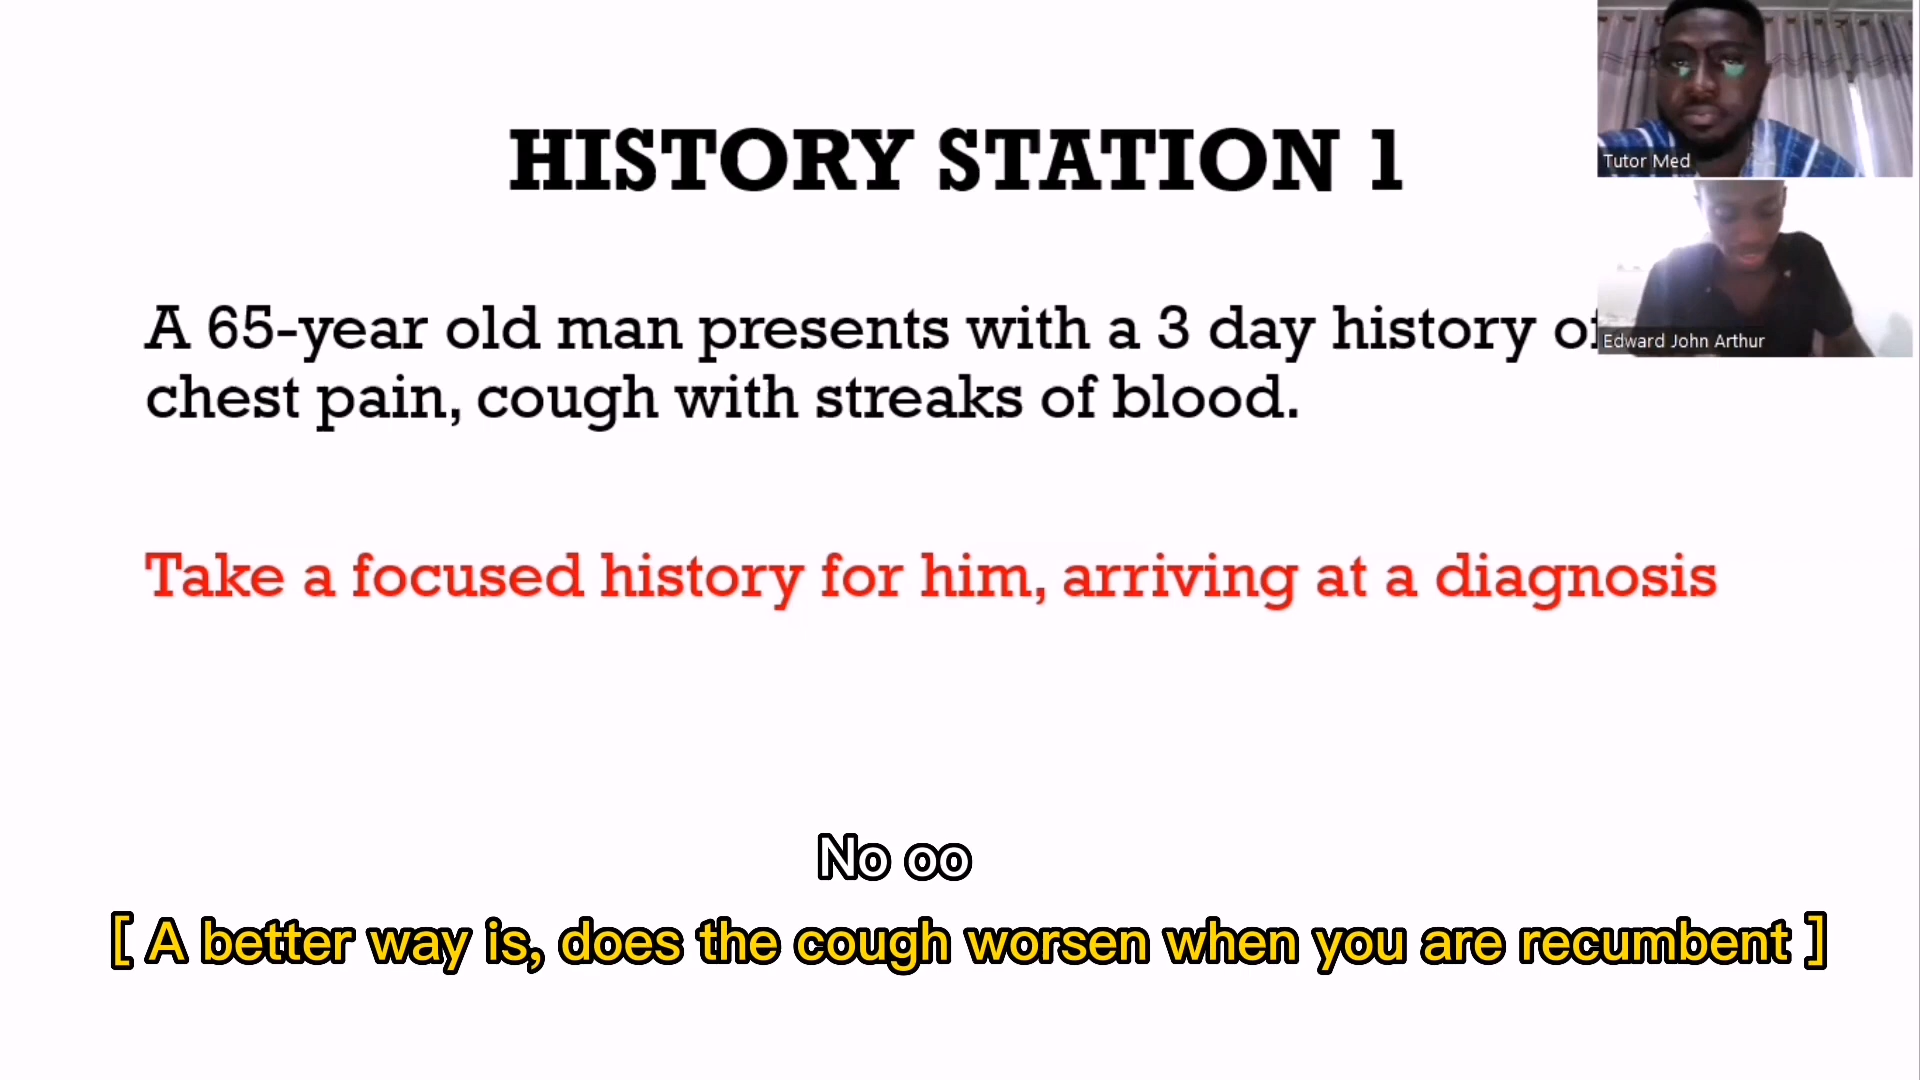 HISTORY STATION 1
Tutor Med
A 65-year old man presents with a 3 day history of
Edward John Arthur
chest pain, cough with streaks of blood.
Take a focused history for him, arriving at a diagnosis
No oo
[ A better way is, does the cough worsen when you are recumbent ]